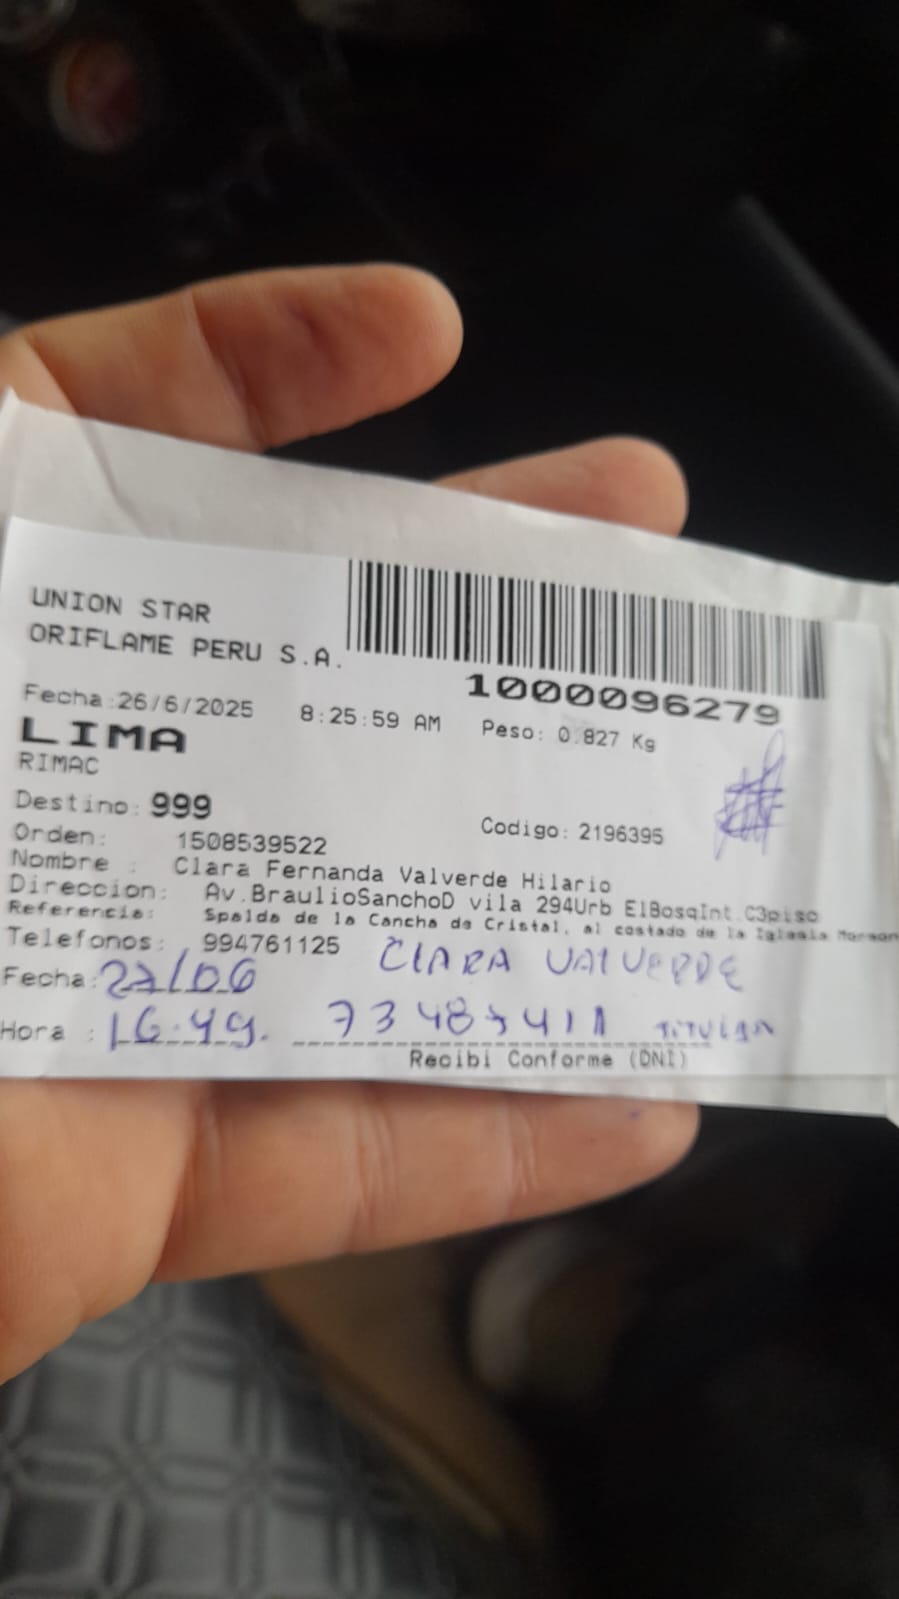 UNION STAR
ORIFLAME PERU S.A.
1000096279
Fecha:26/6/2025 8:25:59 AM Peso: 0.827 Kg
LIMA
RIMAC
Destino: 999
Orden: 1508539522 Codigo: 2196395
Nombre : Clara Fernanda Valverde Hilario
Direccion: Av.BraulioSanchoD vila 294Urb ElBosqInt.C3piso
Referencia: Spalda de la Cancha de Cristal, al costado de la Iglesia Mormon
Telefonos: 994761125
CLARA VALVERDE
Fecha: 27/06
Hora : 16:49. TITULAR
Recibi Conforme (DNI)